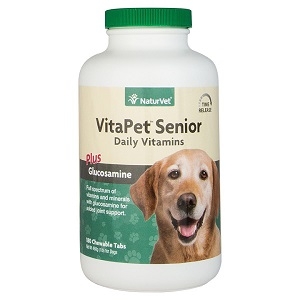 NaturVet®
TIME
RELEASE
VitaPet™ Senior
Daily Vitamins
Plus
Glucosamine
Full spectrum of
vitamins and minerals
with glucosamine for
added joint support.
180 Chewable Tabs